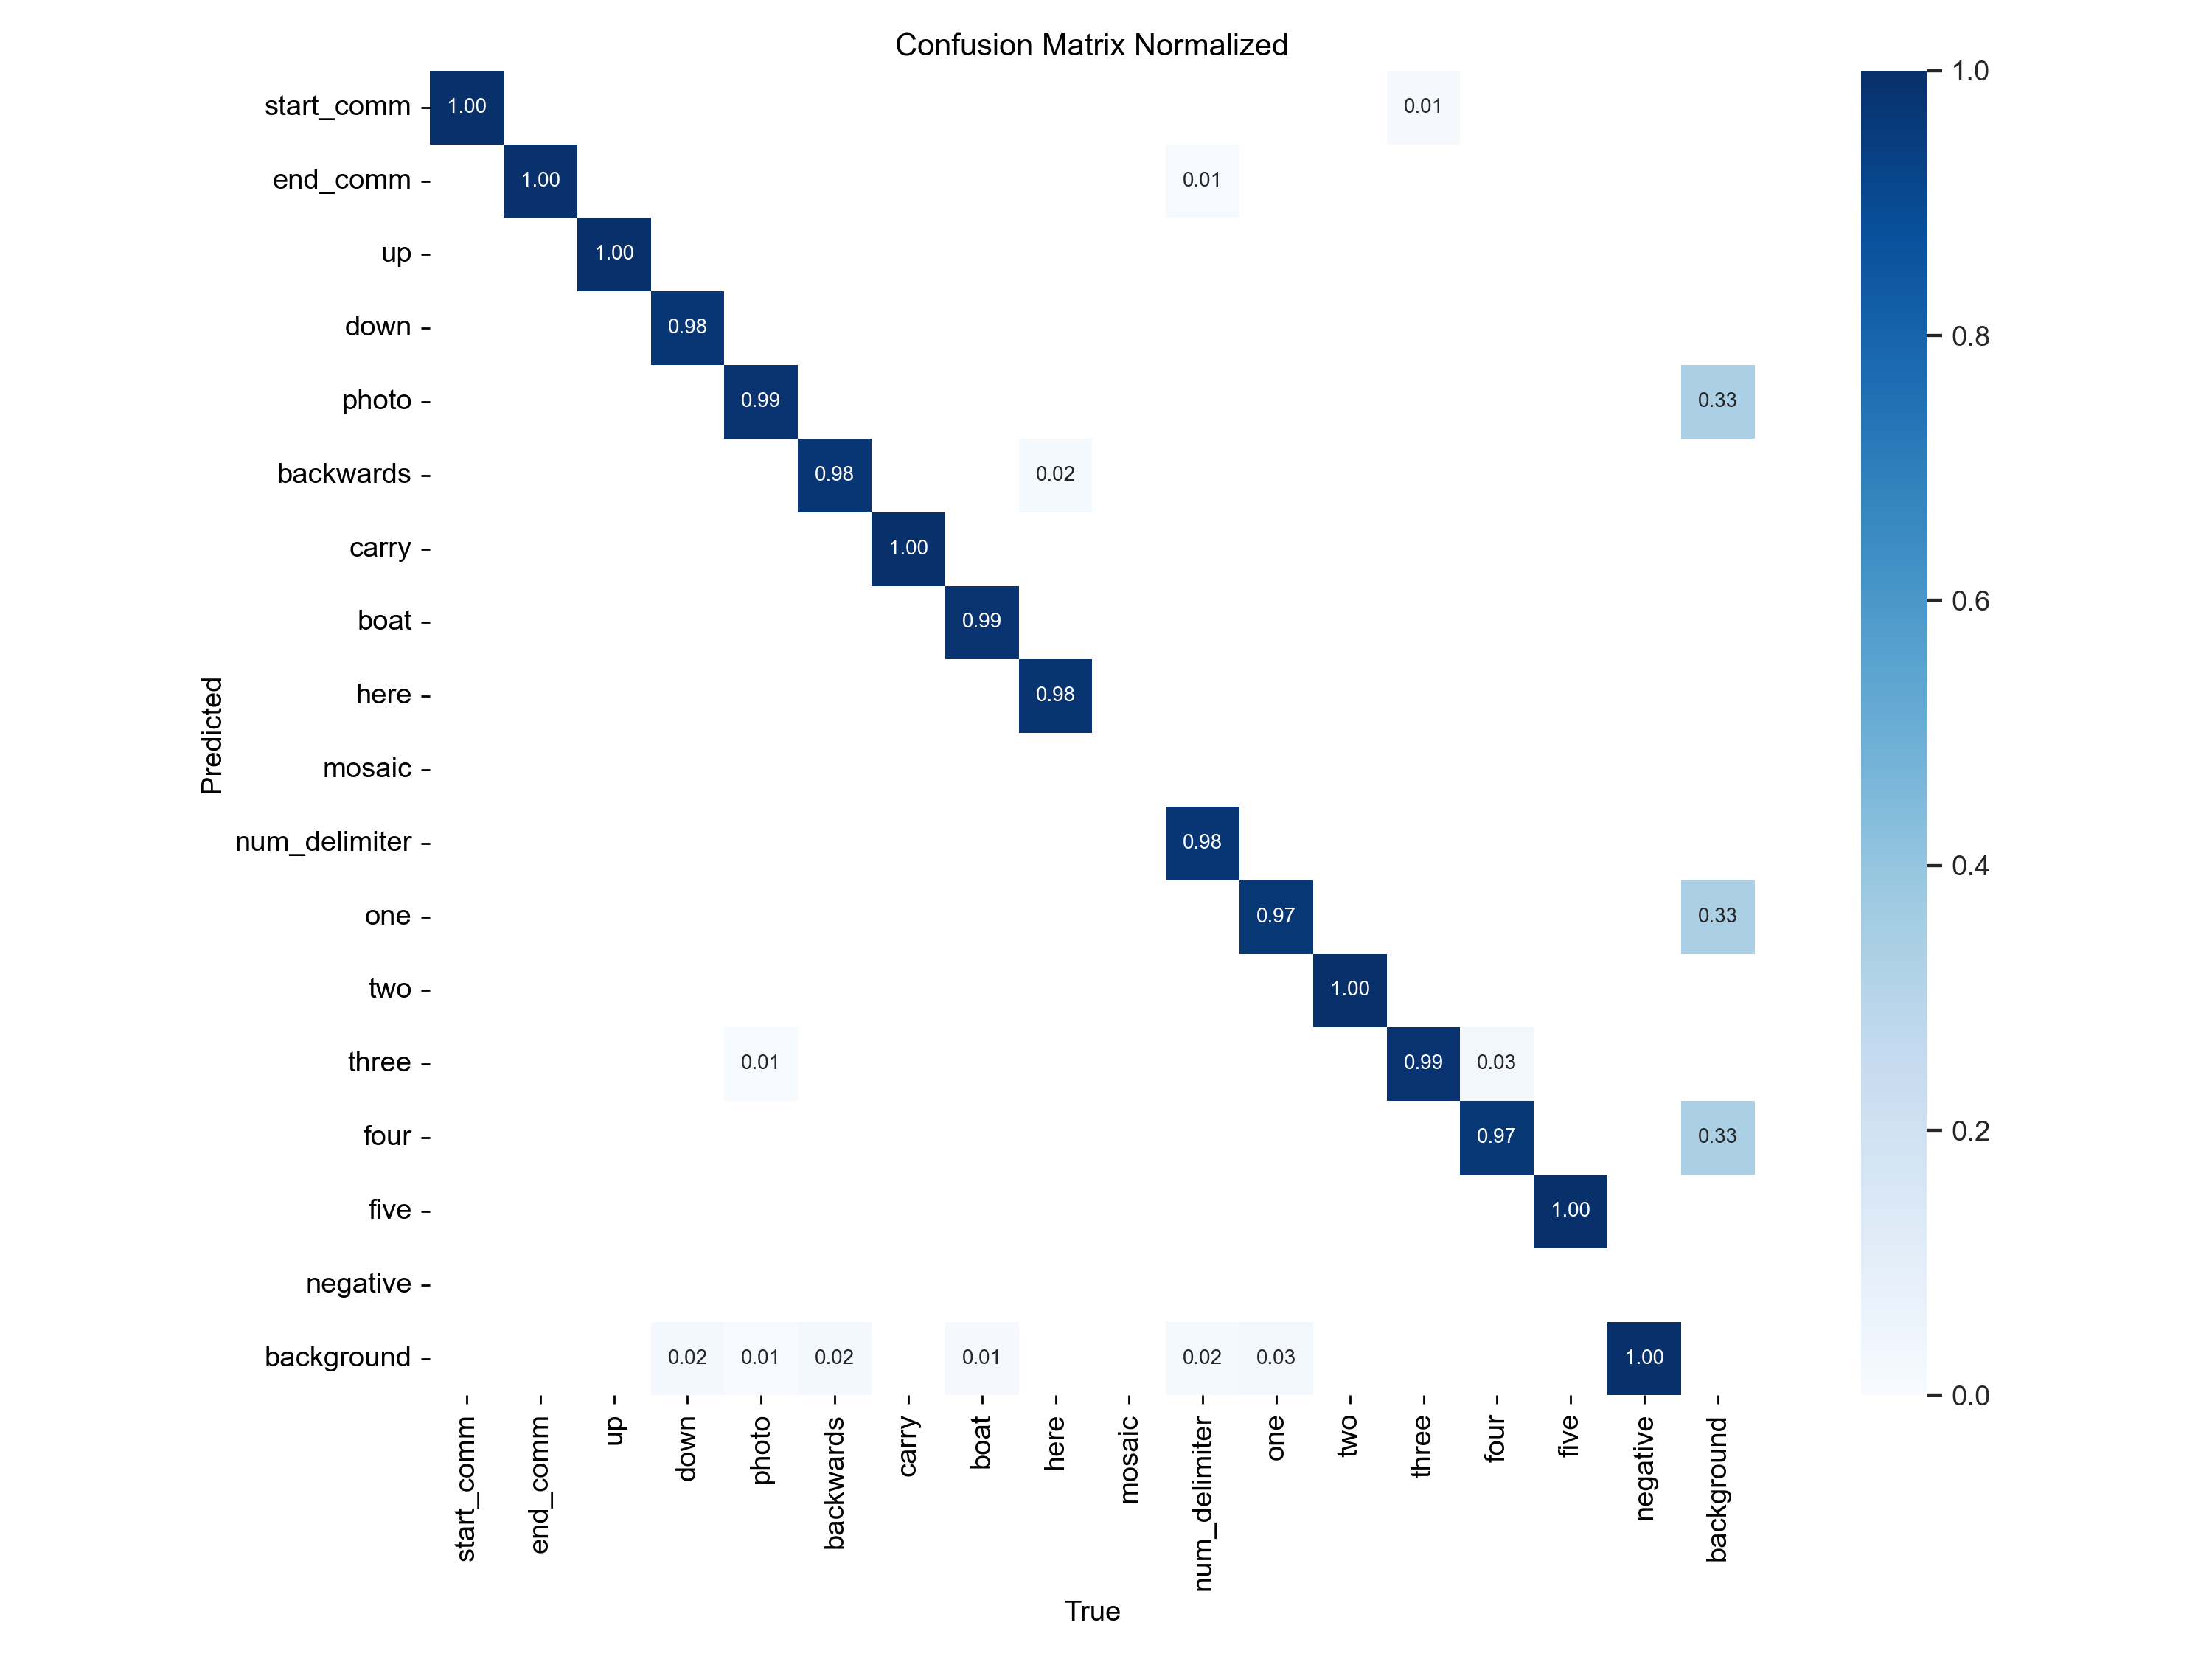 Confusion Matrix Normalized
start_comm 1.00 0.01 1.0
end_comm 1.00 0.01
up 1.00
down 0.98 0.8
photo 0.99 0.33
backwards 0.98 0.02
carry 1.00
boat 0.99 0.6
here 0.98
Predicted
mosaic
num_delimiter 0.98 0.4
one 0.97 0.33
two 1.00
three 0.01 0.99 0.03
four 0.97 0.33 0.2
five 1.00
negative
background 0.02 0.01 0.02 0.01 0.02 0.03 1.00 0.0
start_comm end_comm up down photo backwards carry boat here mosaic num_delimiter one two three four five negative background
True